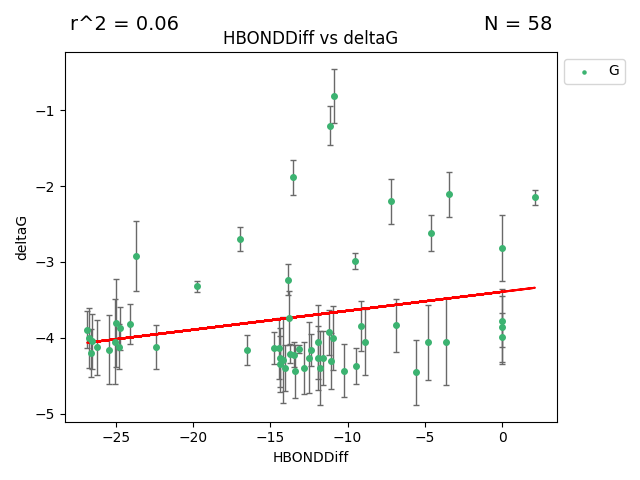 r^2 = 0.06
N = 58
HBONDDiff vs deltaG
G
−1
−2
−3
−4
−5
deltaG
−25
−20
−15
−10
−5
0
HBONDDiff